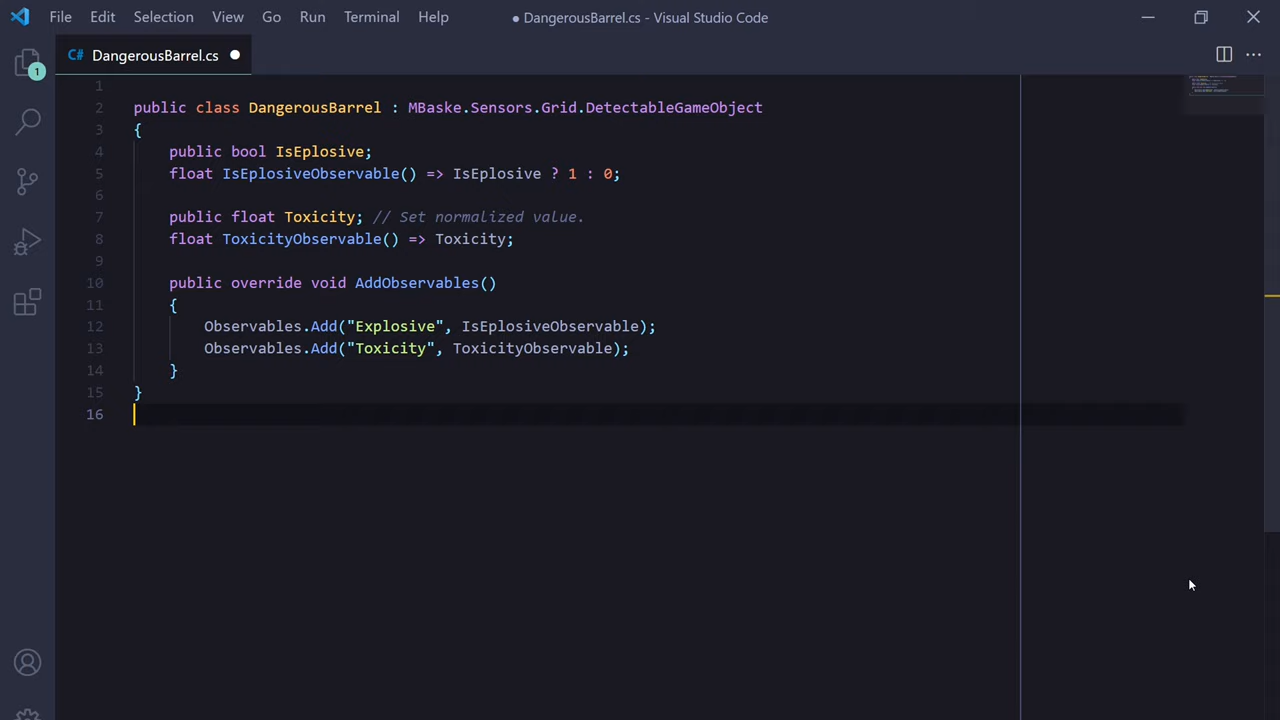 File Edit Selection View Go Run Terminal Help ● DangerousBarrel.cs - Visual Studio Code
C# DangerousBarrel.cs
1
1
2 public class DangerousBarrel : MBaske.Sensors.Grid.DetectableGameObject
3 {
4 public bool IsEplosive;
5 float IsEplosiveObservable() => IsEplosive ? 1 : 0;
6
7 public float Toxicity; // Set normalized value.
8 float ToxicityObservable() => Toxicity;
9
10 public override void AddObservables()
11 {
12 Observables.Add("Explosive", IsEplosiveObservable);
13 Observables.Add("Toxicity", ToxicityObservable);
14 }
15 }
16